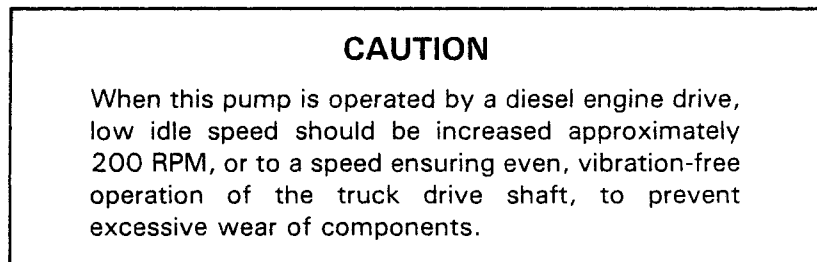 CAUTION
When this pump is operated by a diesel engine drive,
low idle speed should be increased approximately
200 RPM, or to a speed ensuring even, vibration-free
operation of the truck drive shaft, to prevent
excessive wear of components.